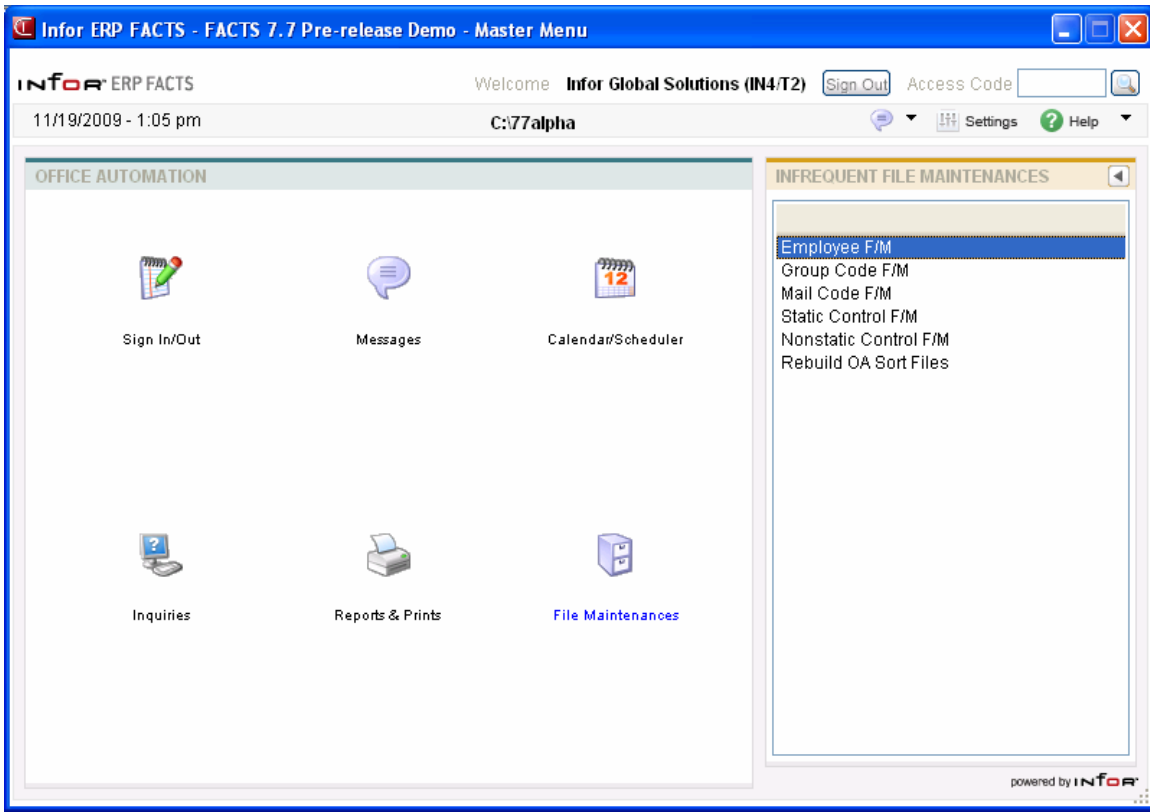 Infor ERP FACTS - FACTS 7.7 Pre-release Demo - Master Menu
infor ERP FACTS Welcome Infor Global Solutions (IN4/T2) Sign Out Access Code
11/19/2009 - 1:05 pm C:\77alpha Settings Help
OFFICE AUTOMATION
Sign In/Out
Messages
12
Calendar/Scheduler
Inquiries
Reports & Prints
File Maintenances
INFREQUENT FILE MAINTENANCES
Employee F/M
Group Code F/M
Mail Code F/M
Static Control F/M
Nonstatic Control F/M
Rebuild OA Sort Files
powered by infor